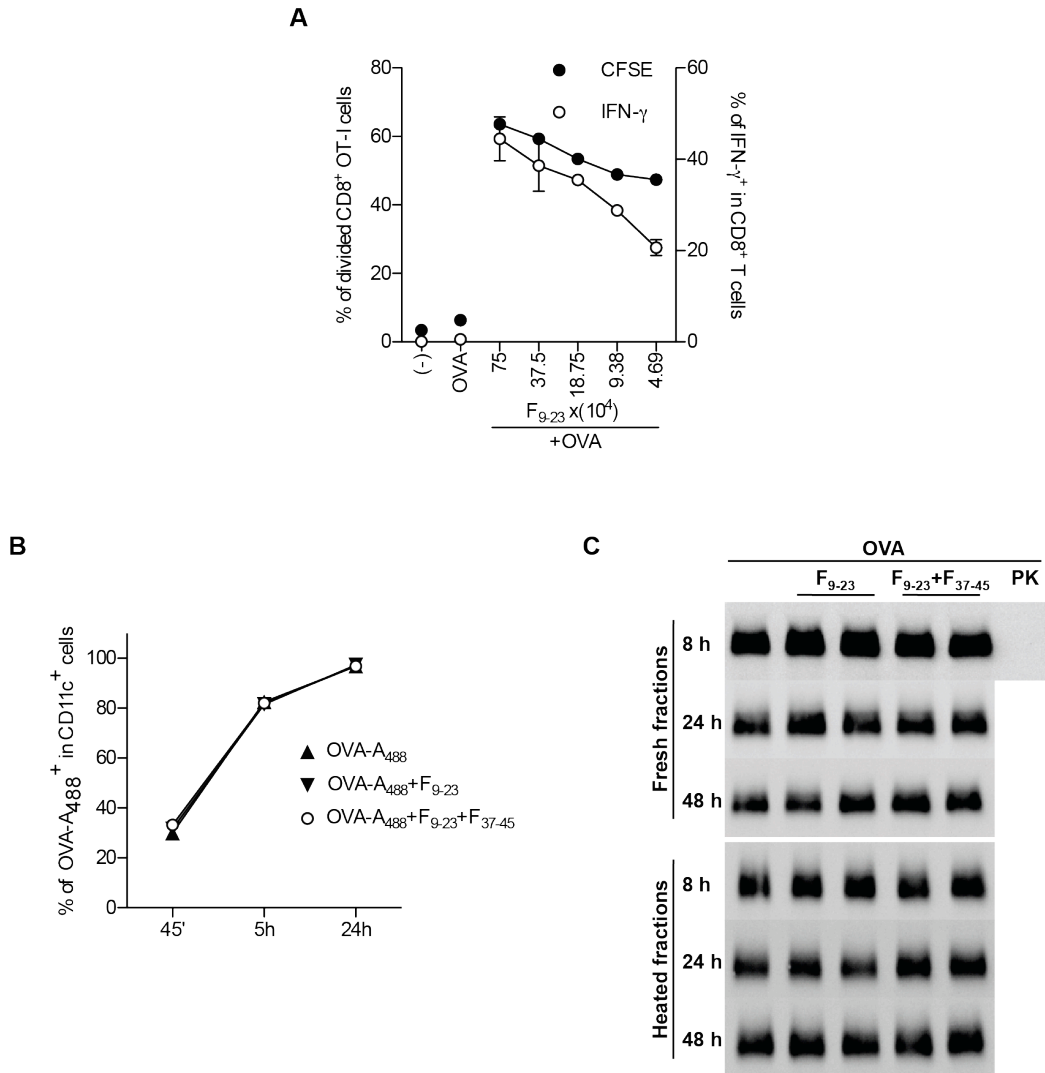 A
80
60
40
20
0
% of divided CD8+ OT-I cells
CFSE
IFN-γ
60
40
20
0
% of IFN-γ+ in CD8+ T cells
(-)
OVA
75
37.5
18.75
9.38
4.69
F9-23 x(10^4)
+OVA
B
100
80
60
40
20
0
% of OVA-A488+ in CD11c+ cells
OVA-A488
OVA-A488+F9-23
OVA-A488+F9-23+F37-45
45'
5h
24h
C
OVA
F9-23
F9-23+F37-45
PK
Fresh fractions
8 h
24 h
48 h
Heated fractions
8 h
24 h
48 h